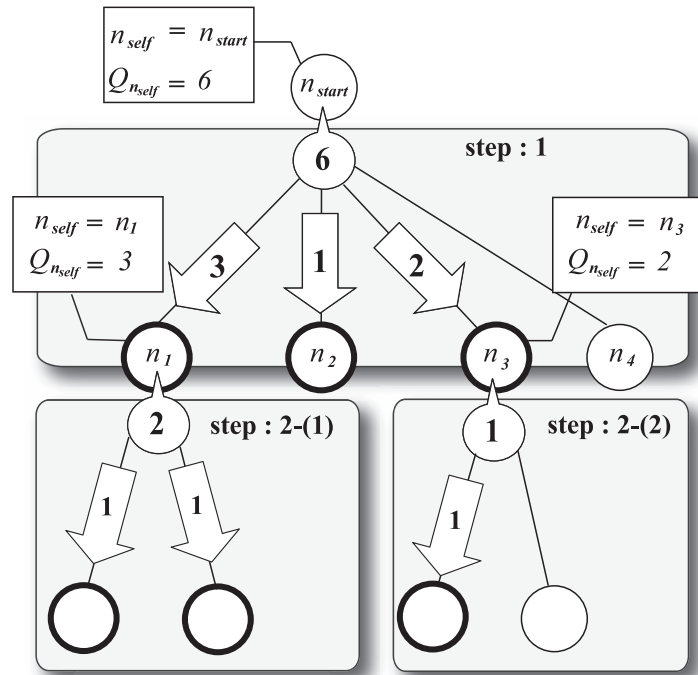 n_self = n_start
Q_n_self = 6
n_start
6
step : 1
n_self = n_1
Q_n_self = 3
n_self = n_3
Q_n_self = 2
3
1
2
n_1
n_2
n_3
n_4
2
step : 2-(1)
1
step : 2-(2)
1
1
1